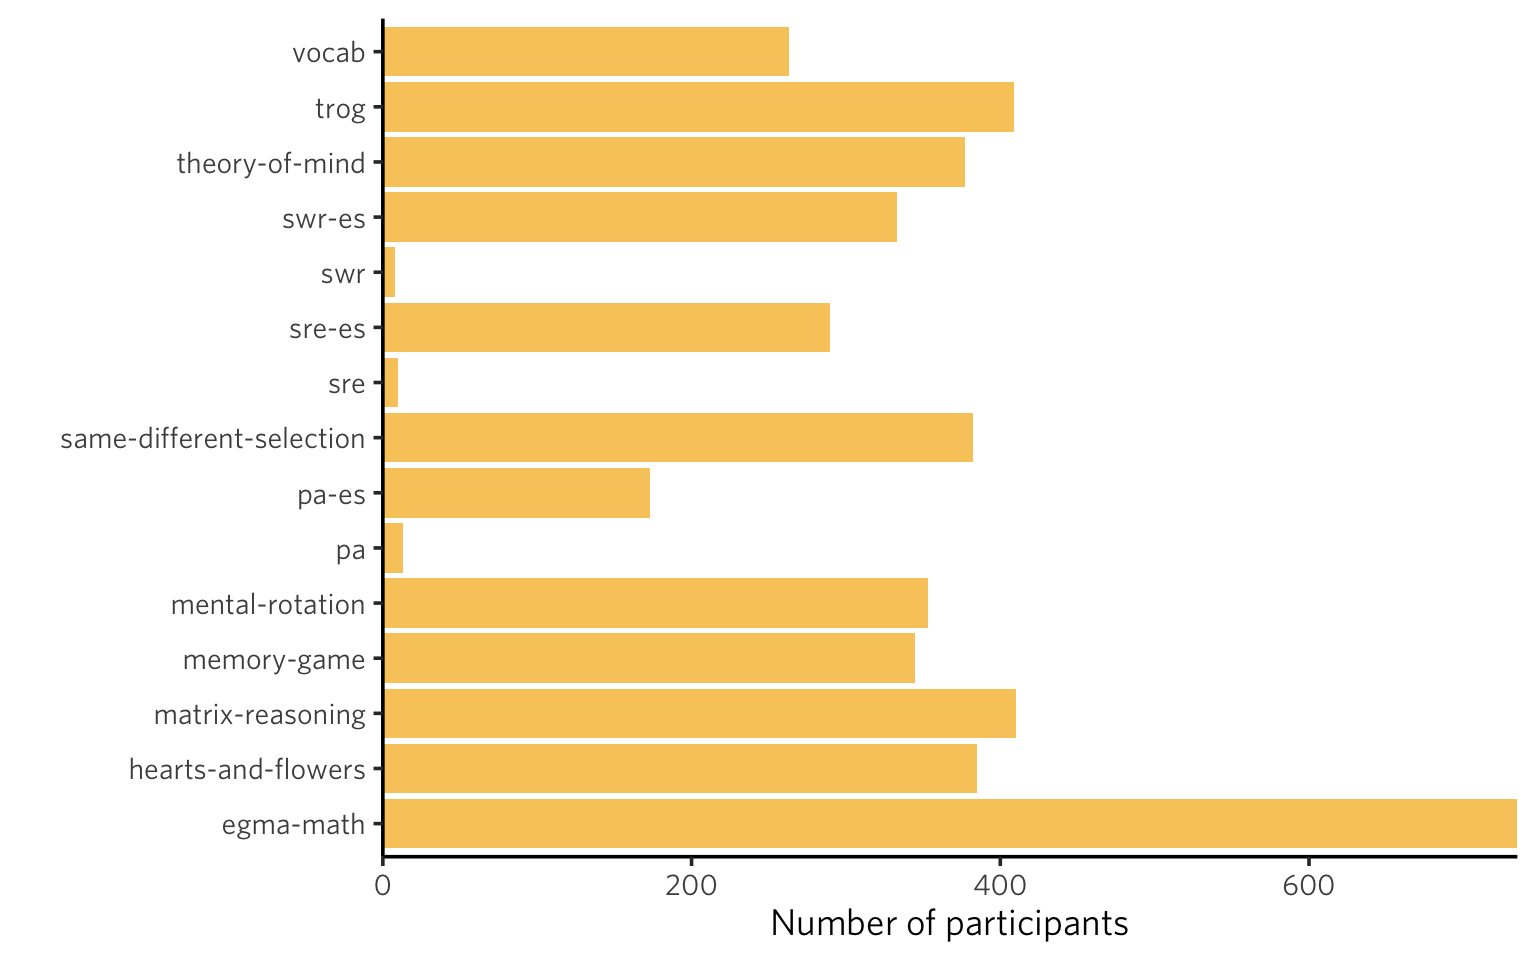 vocab
trog
theory-of-mind
swr-es
swr
sre-es
sre
same-different-selection
pa-es
pa
mental-rotation
memory-game
matrix-reasoning
hearts-and-flowers
egma-math
0 200 400 600
Number of participants